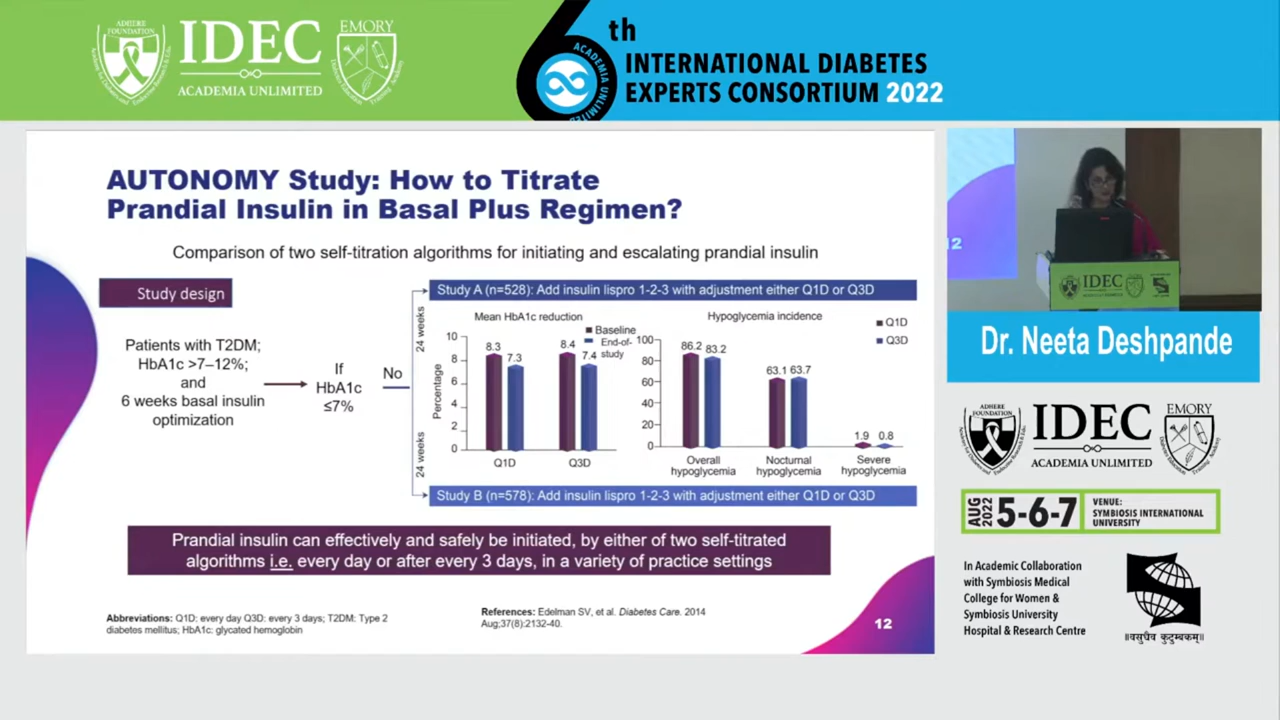 ADHERE
FOUNDATION
IDEC
ACADEMIA UNLIMITED
EMORY
6th
ACADEMIA UNLIMITED
INTERNATIONAL DIABETES
EXPERTS CONSORTIUM 2022
AUTONOMY Study: How to Titrate
Prandial Insulin in Basal Plus Regimen?
Comparison of two self-titration algorithms for initiating and escalating prandial insulin
Study design
Patients with T2DM;
HbA1c >7–12%;
and
6 weeks basal insulin
optimization
If
HbA1c
≤7%
No
24 weeks
24 weeks
Study A (n=528): Add insulin lispro 1-2-3 with adjustment either Q1D or Q3D
Mean HbA1c reduction
Baseline
End-of-
study
Percentage
10
8
6
4
2
0
8.3
7.3
8.4
7.4
Q1D
Q3D
Hypoglycemia incidence
Q1D
Q3D
100
80
60
40
20
0
86.2
83.2
63.1
63.7
1.9
0.8
Overall
hypoglycemia
Nocturnal
hypoglycemia
Severe
hypoglycemia
Study B (n=578): Add insulin lispro 1-2-3 with adjustment either Q1D or Q3D
Prandial insulin can effectively and safely be initiated, by either of two self-titrated
algorithms i.e. every day or after every 3 days, in a variety of practice settings
Abbreviations: Q1D: every day Q3D: every 3 days; T2DM: Type 2
diabetes mellitus; HbA1c: glycated hemoglobin
References: Edelman SV, et al. Diabetes Care. 2014
Aug;37(8):2132-40.
12
12
IDEC
Dr. Neeta Deshpande
ADHERE
FOUNDATION
IDEC
ACADEMIA UNLIMITED
EMORY
AUG
2022
5-6-7
VENUE:
SYMBIOSIS INTERNATIONAL
UNIVERSITY
In Academic Collaboration
with Symbiosis Medical
College for Women &
Symbiosis University
Hospital & Research Centre
॥वसुधैव कुटुम्बकम्॥